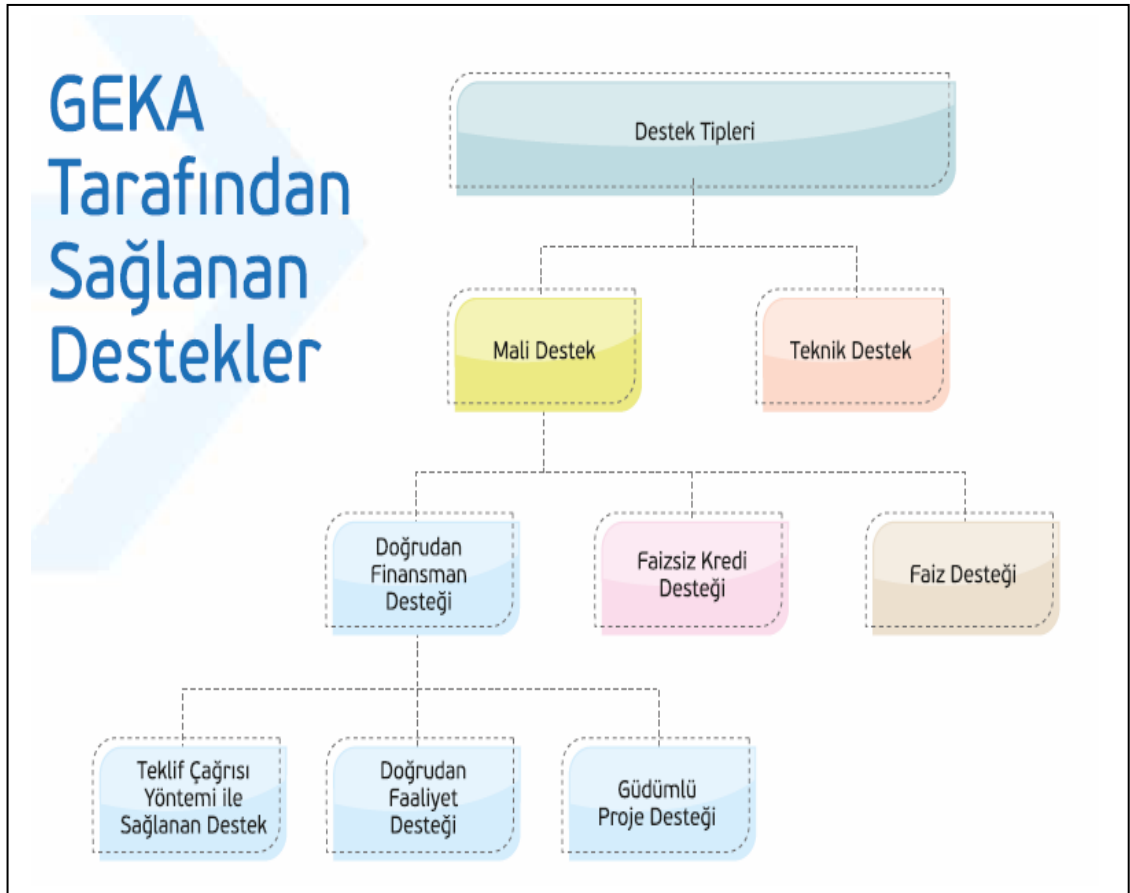 GEKA
Tarafından
Sağlanan
Destekler
Destek Tipleri
Mali Destek
Teknik Destek
Doğrudan
Finansman
Desteği
Faizsiz Kredi
Desteği
Faiz Desteği
Teklif Çağrısı
Yöntemi ile
Sağlanan Destek
Doğrudan
Faaliyet
Desteği
Güdümlü
Proje Desteği